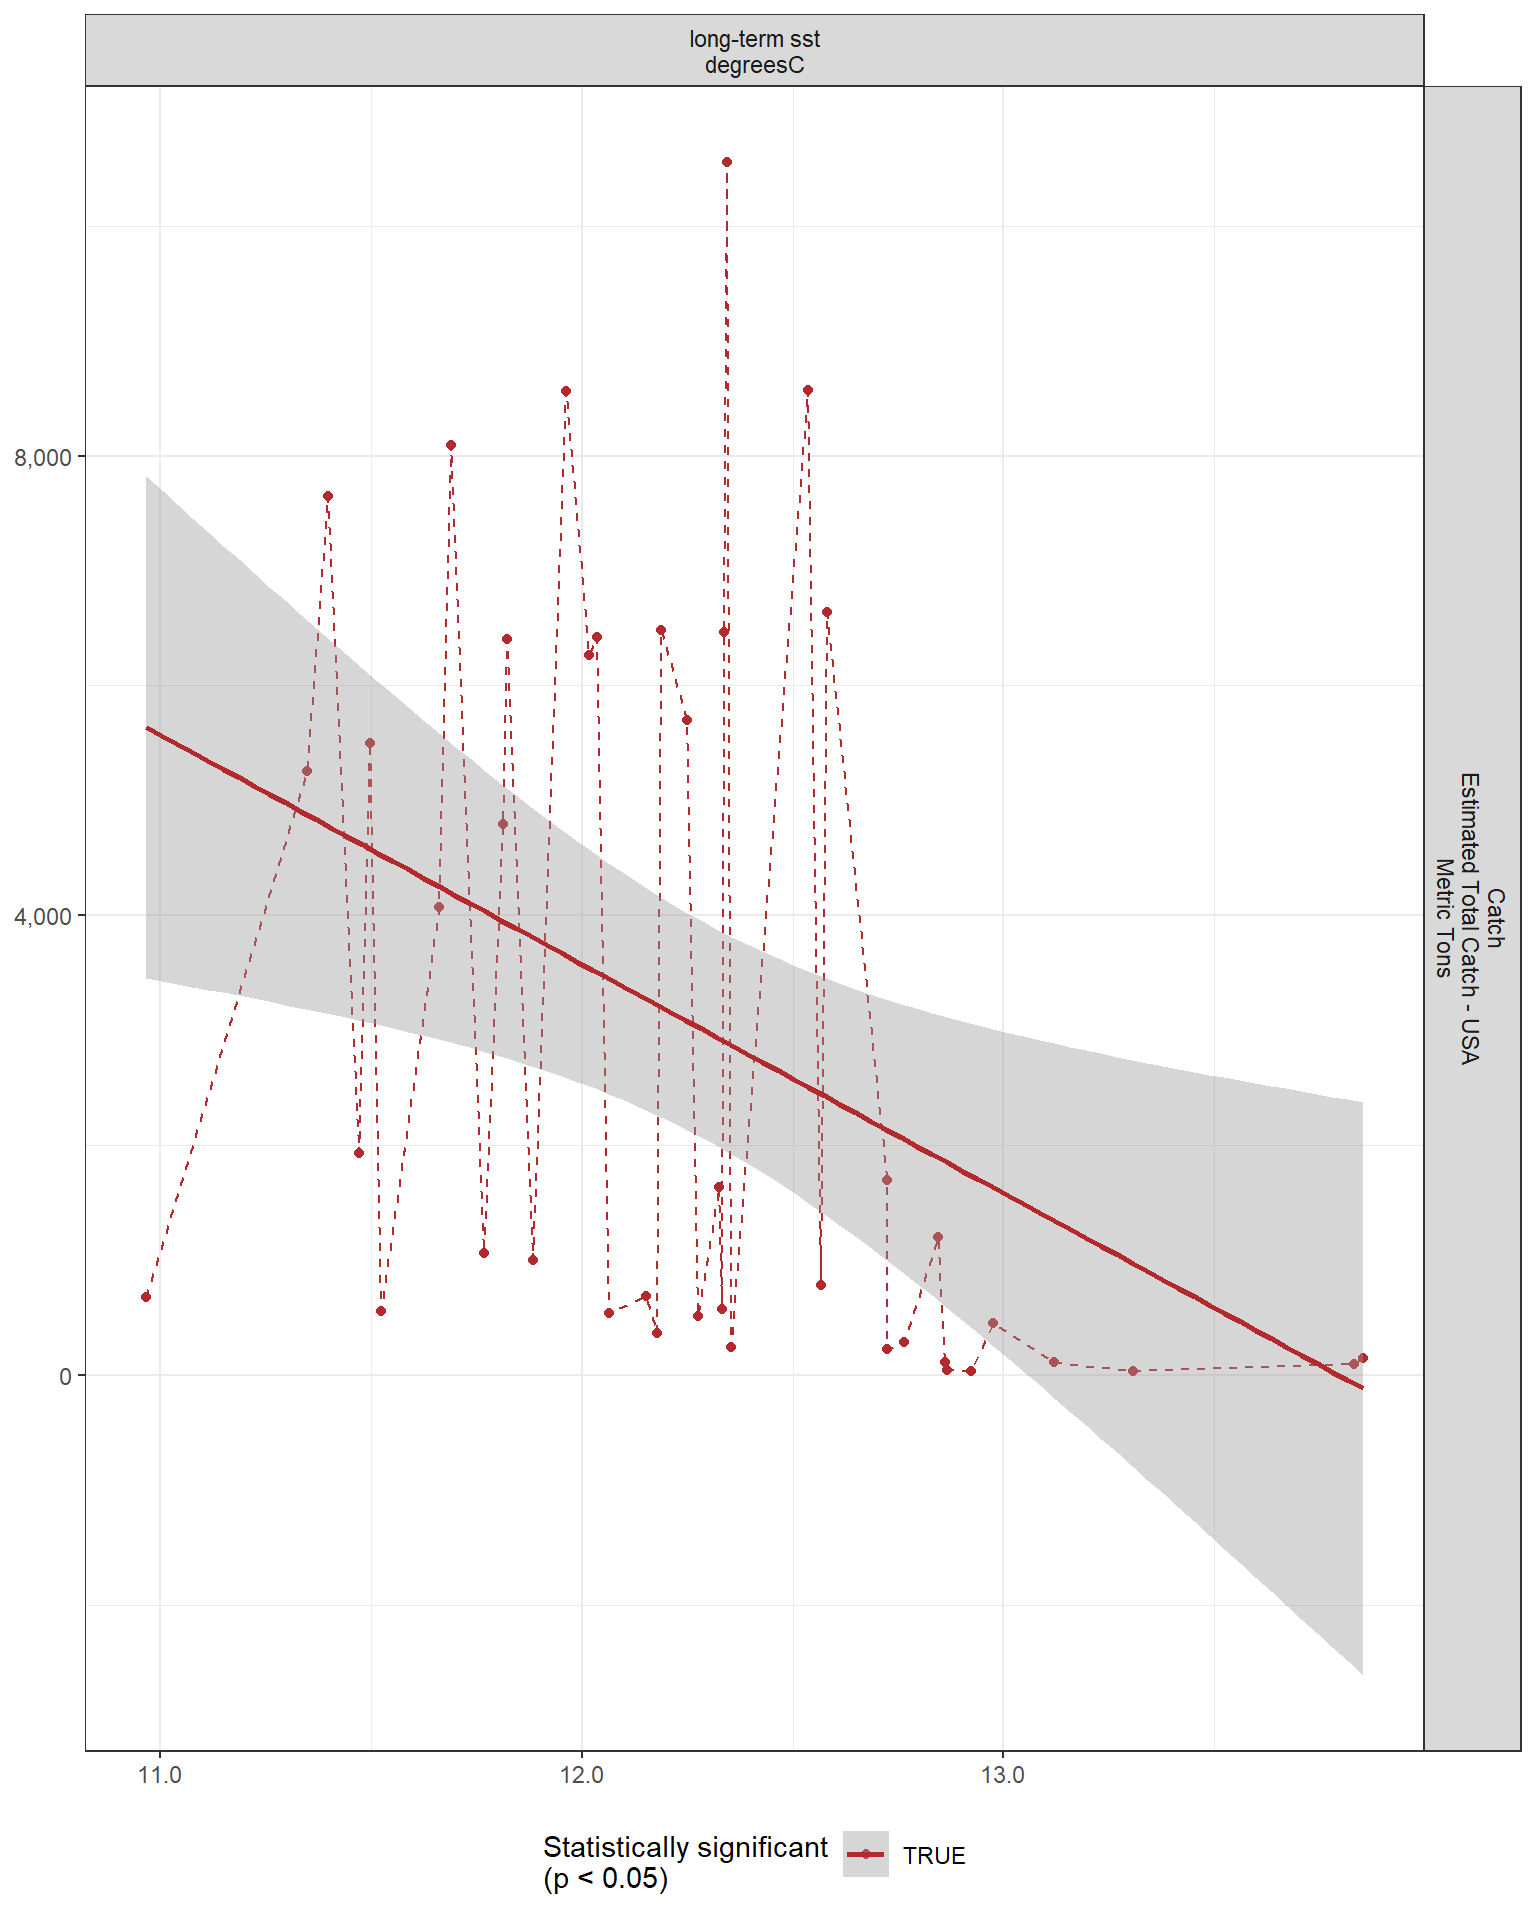 long-term sst
degreesC
8,000
4,000
0
11.0
12.0
13.0
Catch
Estimated Total Catch - USA
Metric Tons
Statistically significant
(p < 0.05)
TRUE